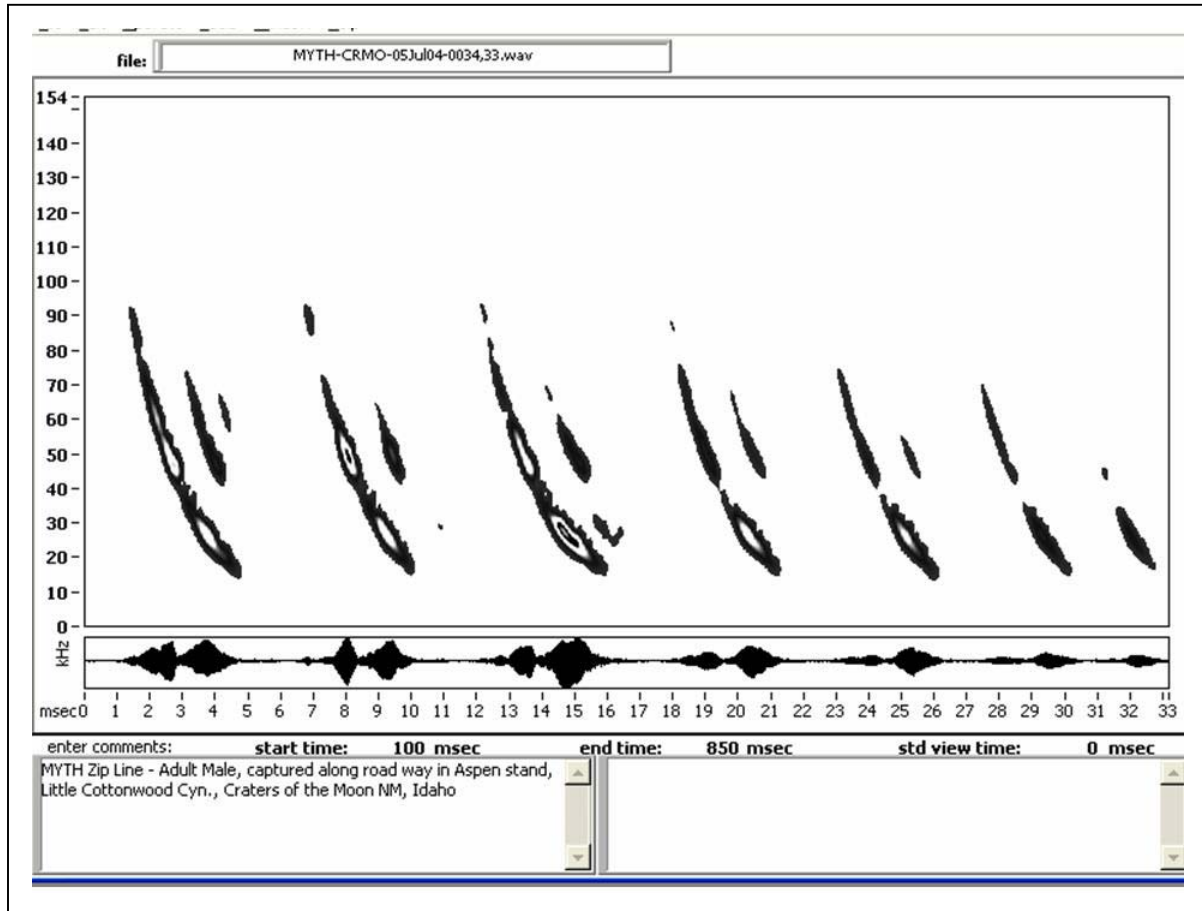 file: MYTH-CRMO-05Jul04-0034,33.wav
154
140
130
120
110
100
90
80
70
60
50
40
30
20
10
0
KHz
msec 0 1 2 3 4 5 6 7 8 9 10 11 12 13 14 15 16 17 18 19 20 21 22 23 24 25 26 27 28 29 30 31 32 33
enter comments: start time: 100 msec end time: 850 msec std view time: 0 msec
MYTH Zip Line - Adult Male, captured along road way in Aspen stand,
Little Cottonwood Cyn., Craters of the Moon NM, Idaho